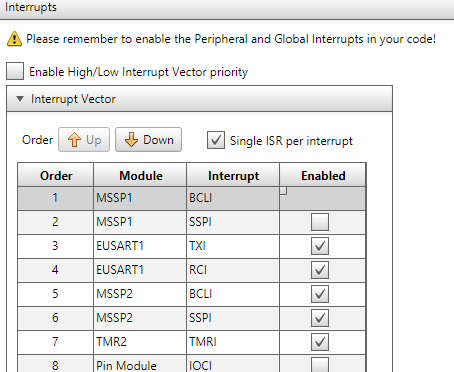 Interrupts
Please remember to enable the Peripheral and Global Interrupts in your code!
Enable High/Low Interrupt Vector priority
Interrupt Vector
Order Up Down Single ISR per interrupt
Order Module Interrupt Enabled
1 MSSP1 BCLI
2 MSSP1 SSPI
3 EUSART1 TXI
4 EUSART1 RCI
5 MSSP2 BCLI
6 MSSP2 SSPI
7 TMR2 TMRI
8 Pin Module IOCI